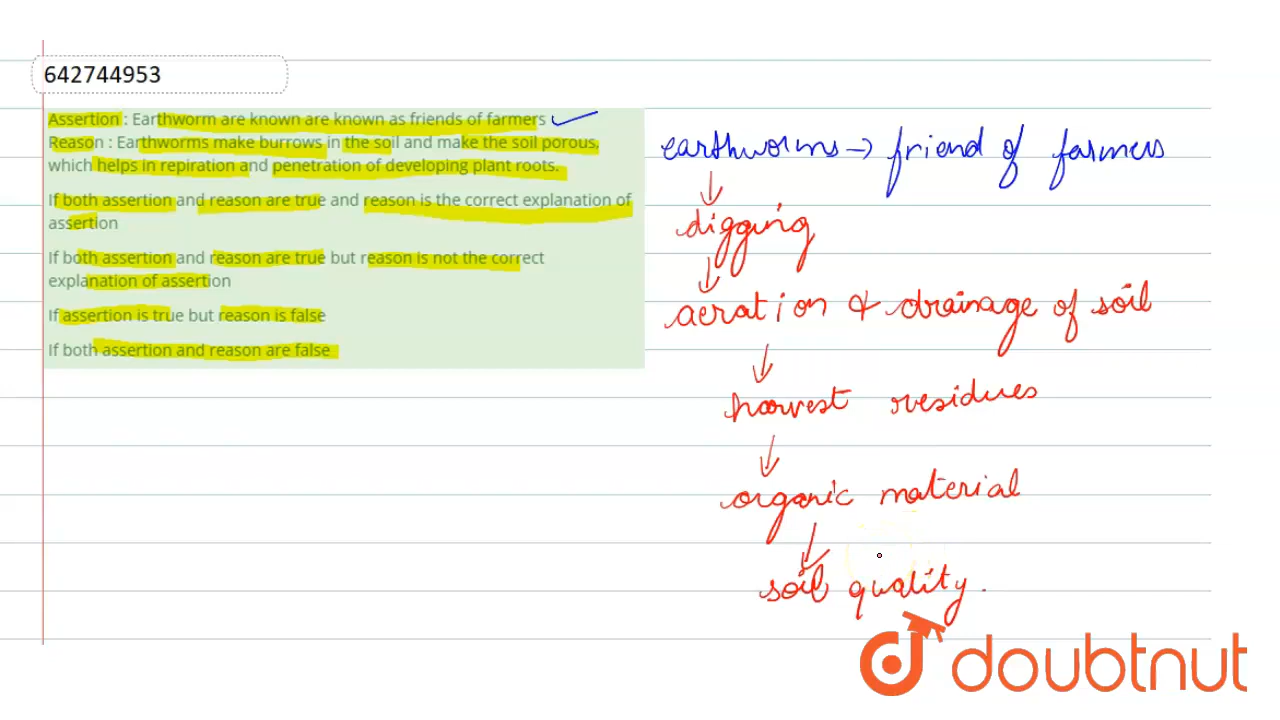 642744953
Assertion : Earthworm are known are known as friends of farmers
Reason : Earthworms make burrows in the soil and make the soil porous,
which helps in repiration and penetration of developing plant roots.
If both assertion and reason are true and reason is the correct explanation of
assertion
If both assertion and reason are true but reason is not the correct
explanation of assertion
If assertion is true but reason is false
If both assertion and reason are false
earthworms → friend of farmers
↓
digging
↓
aeration & drainage of soil
↓
harvest residues
↓
organic material
↓
soil quality.
doubtnut